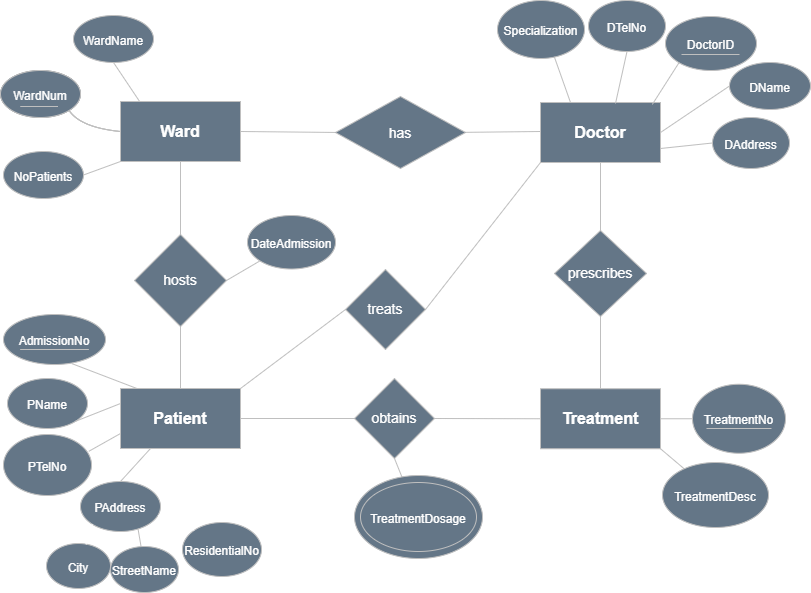 Specialization
DTelNo
DoctorID
WardName
DName
WardNum
Ward
has
Doctor
DAddress
NoPatients
DateAdmission
hosts
prescribes
treats
AdmissionNo
PName
Patient
obtains
Treatment
TreatmentNo
PTelNo
TreatmentDesc
PAddress
TreatmentDosage
ResidentialNo
City
StreetName